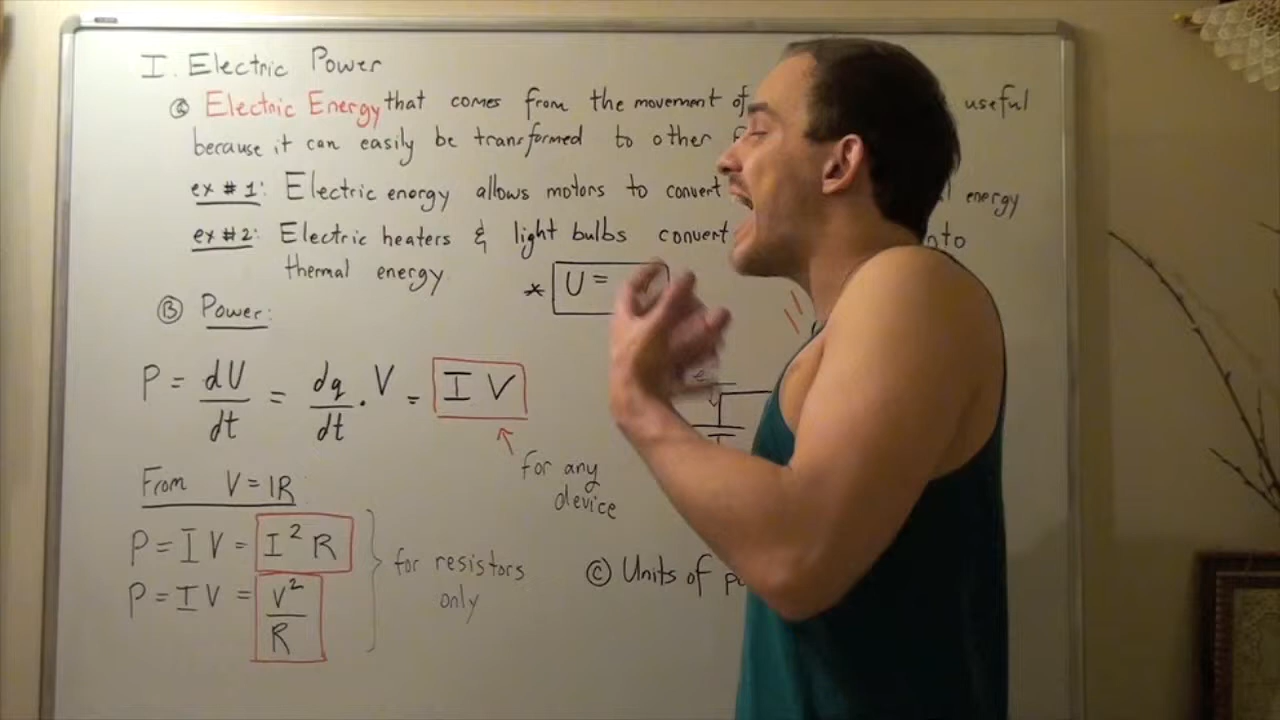 I. Electric Power
Ⓐ Electric Energy that comes from the movement of useful
because it can easily be transformed to other
ex #1: Electric energy allows motors to convert energy
ex #2: Electric heaters & light bulbs convert into
thermal energy
* U =
Ⓑ Power:
P = dU/dt = dq/dt . V = I V
for any
device
From V = IR
P = I V = I² R
P = I V = V²/R
for resistors
only
Ⓒ Units of